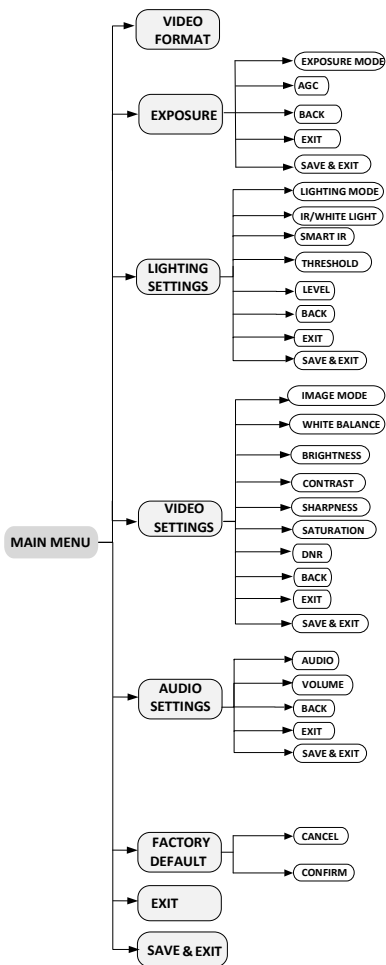 MAIN MENU
VIDEO
FORMAT
EXPOSURE
EXPOSURE MODE
AGC
BACK
EXIT
SAVE & EXIT
LIGHTING
SETTINGS
LIGHTING MODE
IR/WHITE LIGHT
SMART IR
THRESHOLD
LEVEL
BACK
EXIT
SAVE & EXIT
VIDEO
SETTINGS
IMAGE MODE
WHITE BALANCE
BRIGHTNESS
CONTRAST
SHARPNESS
SATURATION
DNR
BACK
EXIT
SAVE & EXIT
AUDIO
SETTINGS
AUDIO
VOLUME
BACK
EXIT
SAVE & EXIT
FACTORY
DEFAULT
CANCEL
CONFIRM
EXIT
SAVE & EXIT